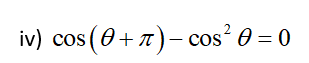 iv) cos(θ + π) − cos² θ = 0